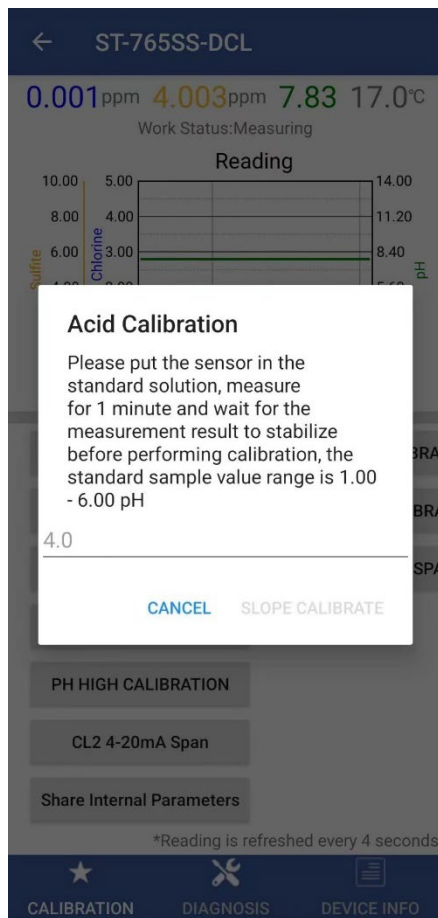 ← ST-765SS-DCL
0.001ppm 4.003ppm 7.83 17.0℃
Work Status:Measuring
Reading
10.00 5.00 14.00
8.00 4.00 11.20
6.00 3.00 8.40
Sulfite
Chlorine
pH
Acid Calibration
Please put the sensor in the
standard solution, measure
for 1 minute and wait for the
measurement result to stabilize
before performing calibration, the
standard sample value range is 1.00
- 6.00 pH
4.0
CANCEL SLOPE CALIBRATE
PH HIGH CALIBRATION
CL2 4-20mA Span
Share Internal Parameters
*Reading is refreshed every 4 seconds
CALIBRATION DIAGNOSIS DEVICE INFO